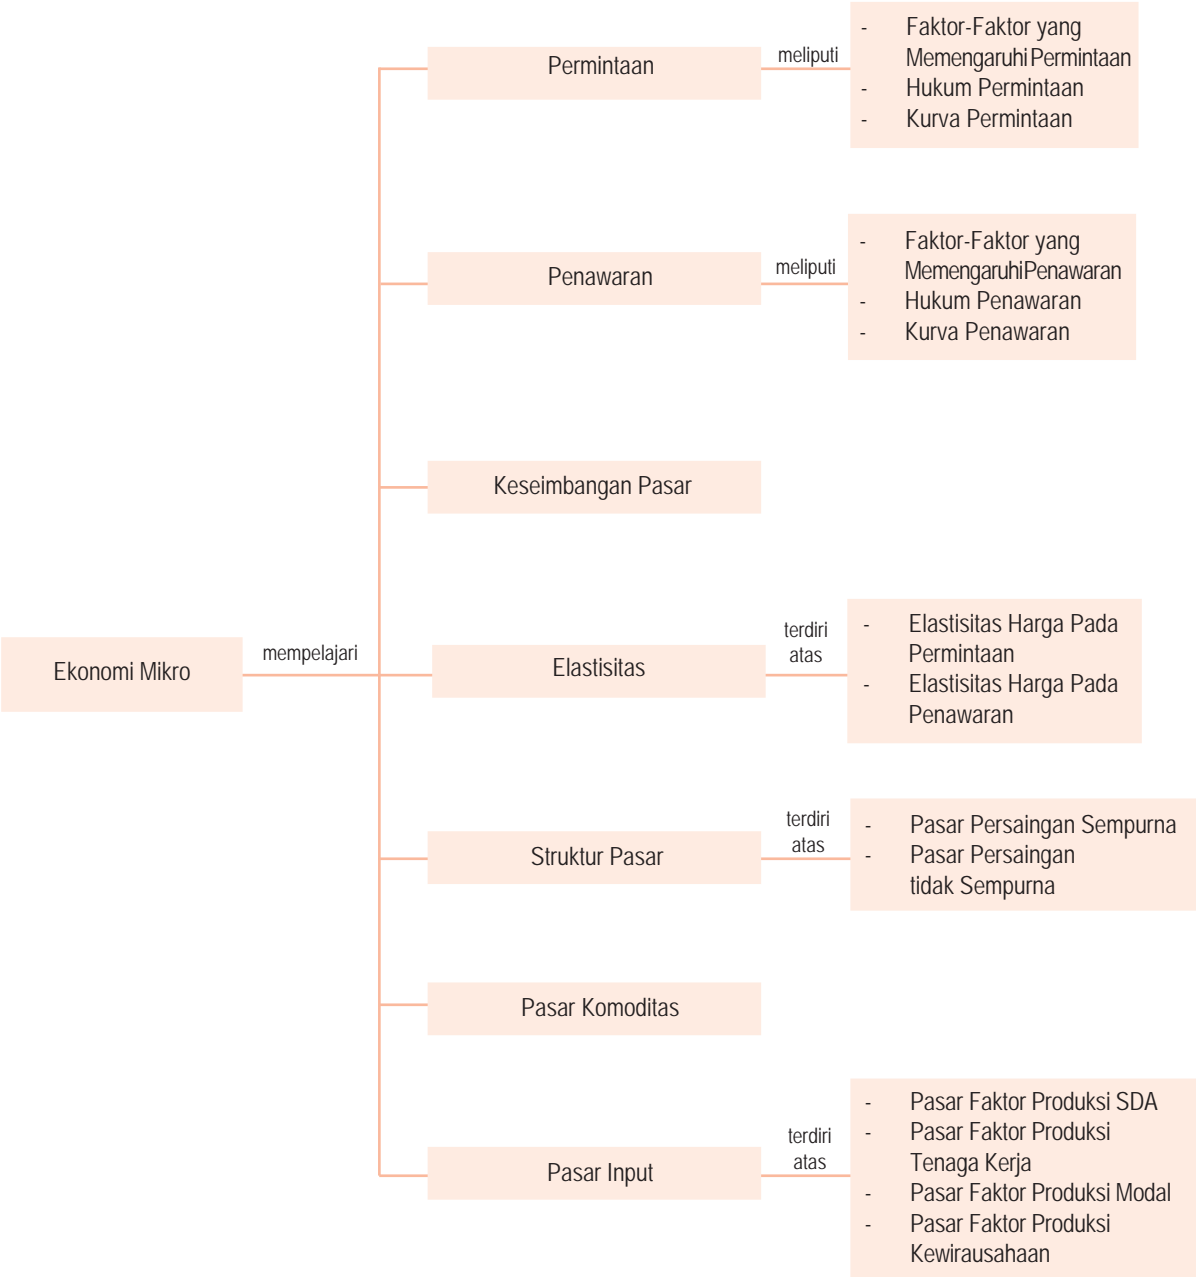 Permintaan
meliputi
- Faktor-Faktor yang
Memengaruhi Permintaan
- Hukum Permintaan
- Kurva Permintaan
Penawaran
meliputi
- Faktor-Faktor yang
Memengaruhi Penawaran
- Hukum Penawaran
- Kurva Penawaran
Keseimbangan Pasar
Ekonomi Mikro
mempelajari
Elastisitas
terdiri
atas
- Elastisitas Harga Pada
Permintaan
- Elastisitas Harga Pada
Penawaran
Struktur Pasar
terdiri
atas
- Pasar Persaingan Sempurna
- Pasar Persaingan
tidak Sempurna
Pasar Komoditas
Pasar Input
terdiri
atas
- Pasar Faktor Produksi SDA
- Pasar Faktor Produksi
Tenaga Kerja
- Pasar Faktor Produksi Modal
- Pasar Faktor Produksi
Kewirausahaan